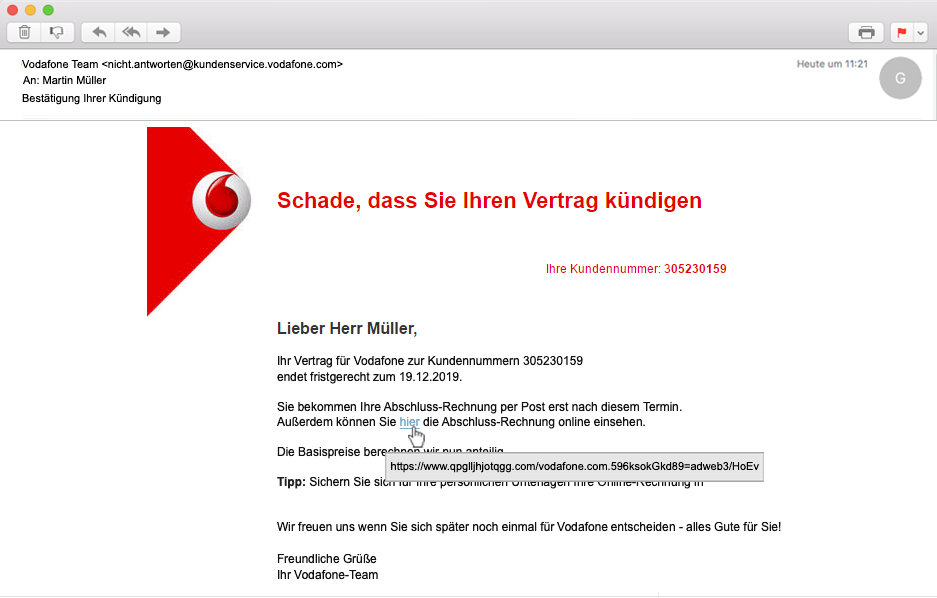 Vodafone Team <nicht.antworten@kundenservice.vodafone.com>
Heute um 11:21
An: Martin Müller
G
Bestätigung Ihrer Kündigung
Schade, dass Sie Ihren Vertrag kündigen
Ihre Kundennummer: 305230159
Lieber Herr Müller,
Ihr Vertrag für Vodafone zur Kundennummern 305230159
endet fristgerecht zum 19.12.2019.
Sie bekommen Ihre Abschluss-Rechnung per Post erst nach diesem Termin.
Außerdem können Sie hier die Abschluss-Rechnung online einsehen.
Die Basispreise berechnen wir nun anteilig
https://www.qpglljhjotqgg.com/vodafone.com.596ksokGkd89=adweb3/HoEv
Tipp: Sichern Sie sich für Ihre persönlichen Unterlagen Ihre Online-Rechnung in
Wir freuen uns wenn Sie sich später noch einmal für Vodafone entscheiden - alles Gute für Sie!
Freundliche Grüße
Ihr Vodafone-Team